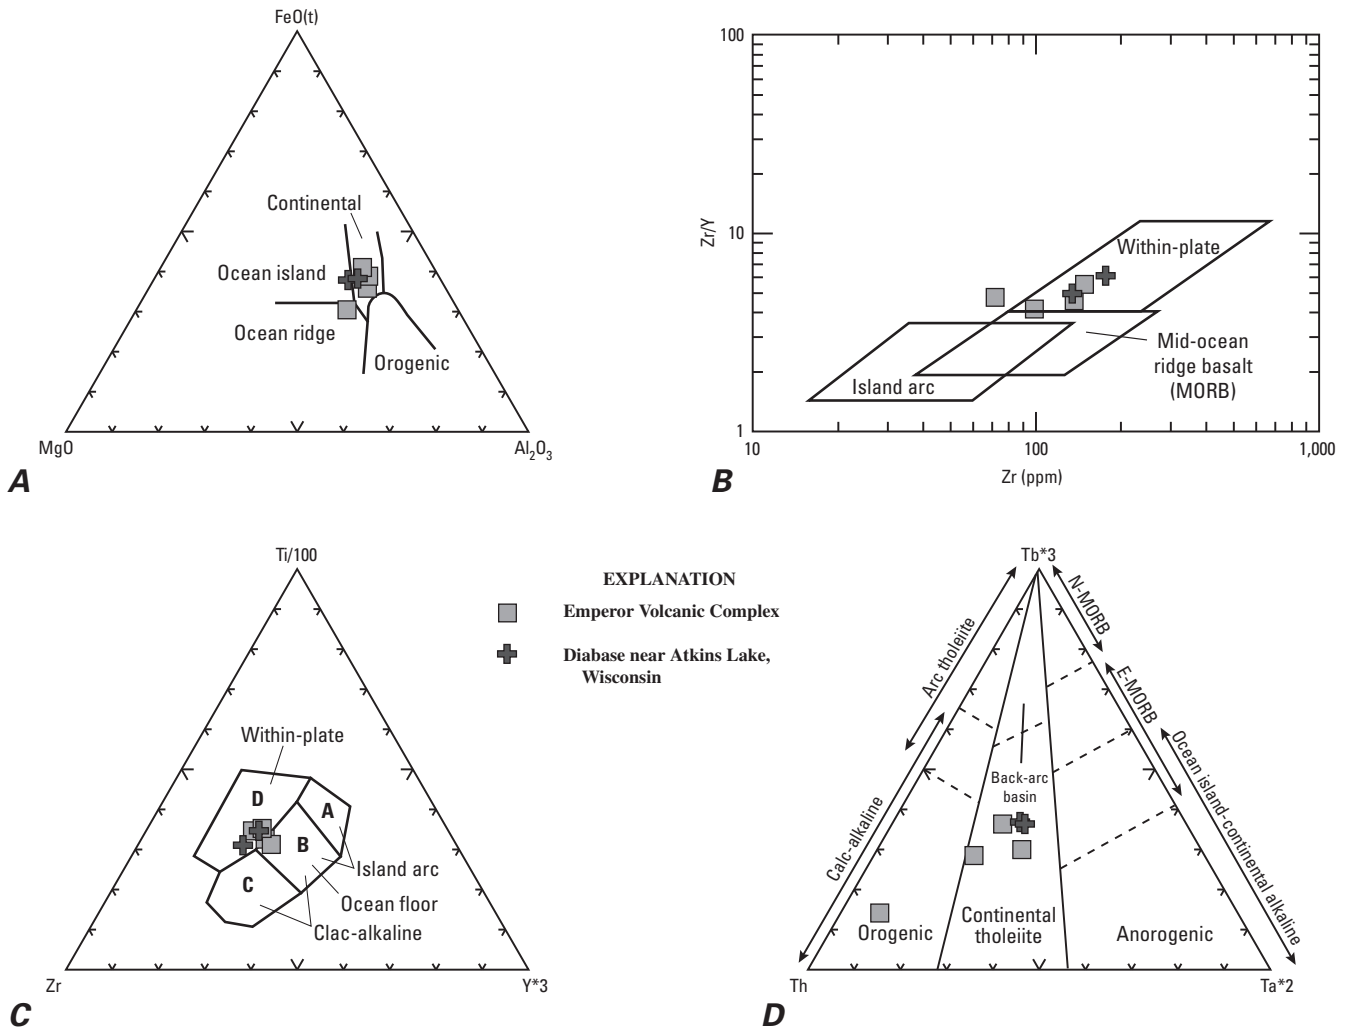 FeO(t)
Continental
Ocean island
Ocean ridge
Orogenic
MgO
Al2O3
A
100
10
1
Zr/Y
Within-plate
Mid-ocean
ridge basalt
(MORB)
Island arc
10
100
1,000
Zr (ppm)
B
Ti/100
Within-plate
D
A
B
C
Island arc
Ocean floor
Clac-alkaline
Zr
Y*3
C
EXPLANATION
Emperor Volcanic Complex
Diabase near Atkins Lake,
Wisconsin
Tb*3
N-MORB
E-MORB
Ocean island-continental alkaline
Arc tholeiite
Calc-alkaline
Back-arc
basin
Orogenic
Continental
tholeiite
Anorogenic
Th
Ta*2
D